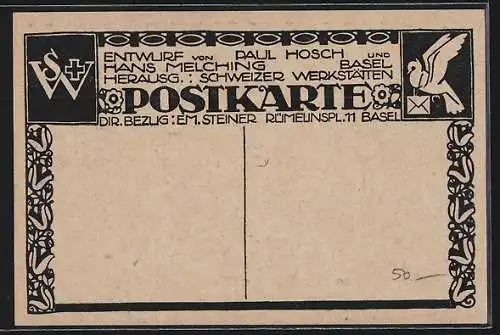 SW
ENTWURF VON PAUL HOSCH UND
HANS MELCHING BASEL
HERAUSG.: SCHWEIZER WERKSTÄTTEN
POSTKARTE
DIR. BEZUG: EM. STEINER RÜMELINSPL. 11 BASEL
50.—